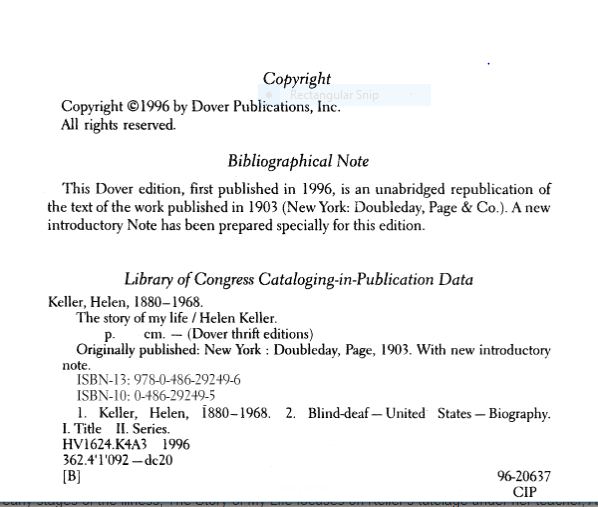 Copyright
Rectangular Snip
Copyright ©1996 by Dover Publications, Inc.
All rights reserved.
Bibliographical Note
This Dover edition, first published in 1996, is an unabridged republication of
the text of the work published in 1903 (New York: Doubleday, Page & Co.). A new
introductory Note has been prepared specially for this edition.
Library of Congress Cataloging-in-Publication Data
Keller, Helen, 1880–1968.
The story of my life / Helen Keller.
p. cm. — (Dover thrift editions)
Originally published: New York : Doubleday, Page, 1903. With new introductory
note.
ISBN-13: 978-0-486-29249-6
ISBN-10: 0-486-29249-5
1. Keller, Helen, 1880–1968. 2. Blind-deaf—United States—Biography.
I. Title II. Series.
HV1624.K4A3 1996
362.4'1'092—dc20
[B] 96-20637
CIP